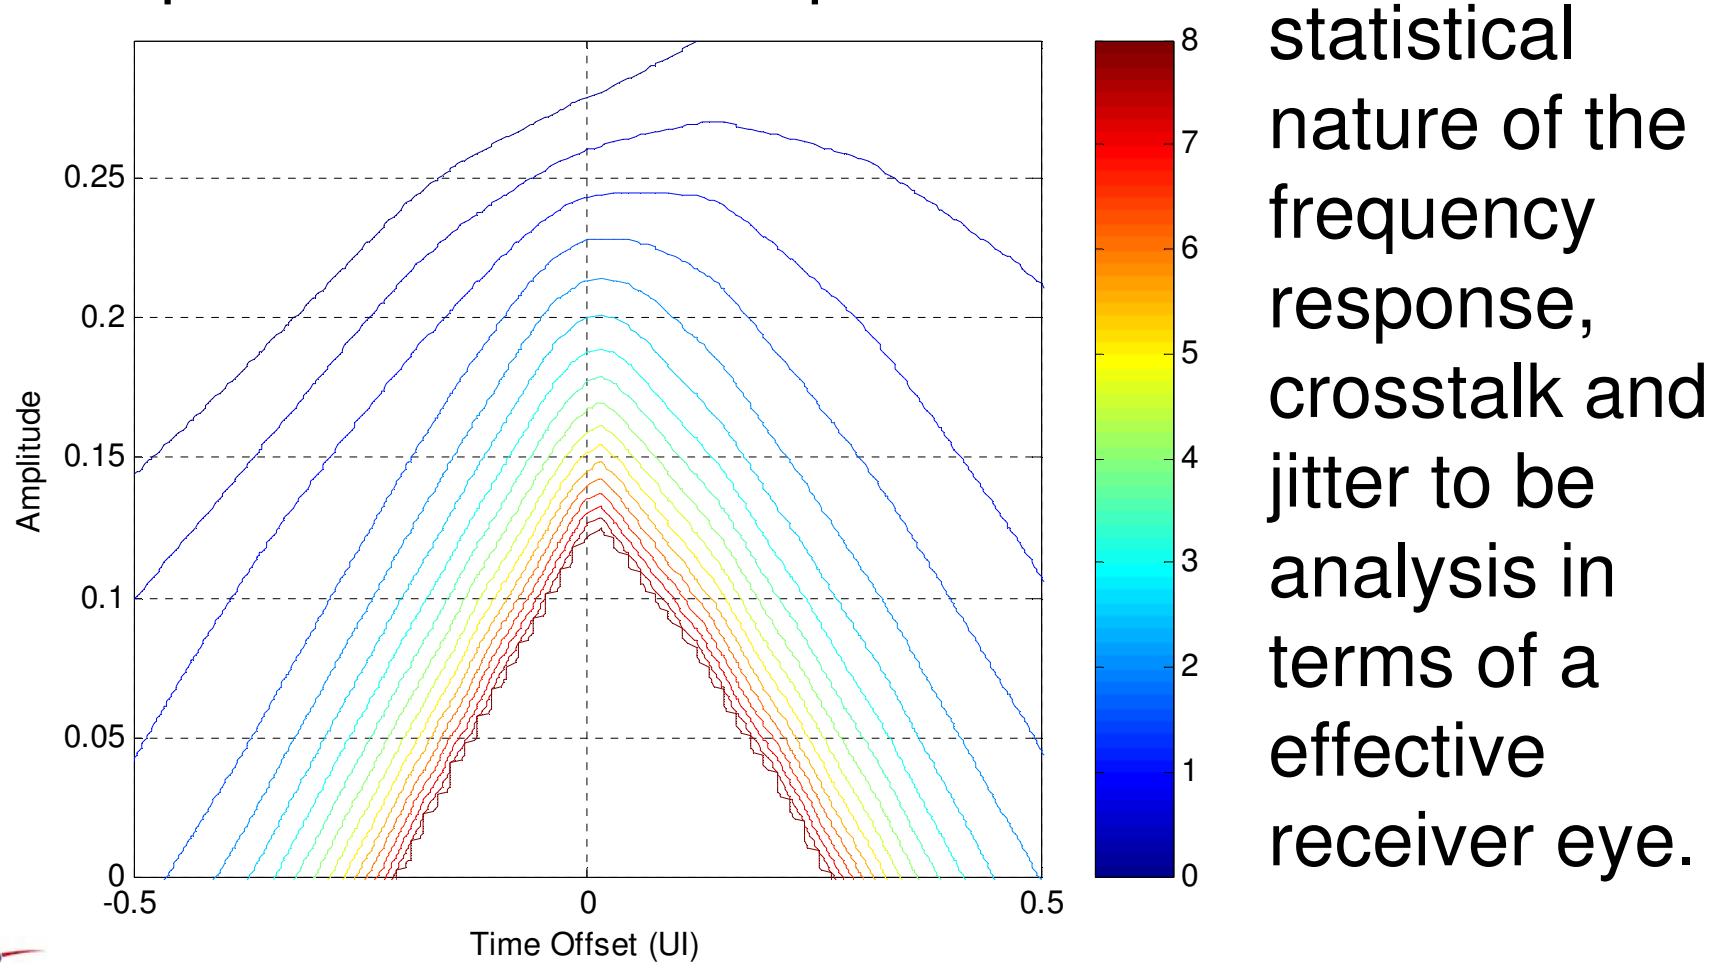 statistical
nature of the
frequency
response,
crosstalk and
jitter to be
analysis in
terms of a
effective
receiver eye.
Amplitude
0.25
0.2
0.15
0.1
0.05
0
-0.5
0
0.5
Time Offset (UI)
8
7
6
5
4
3
2
1
0